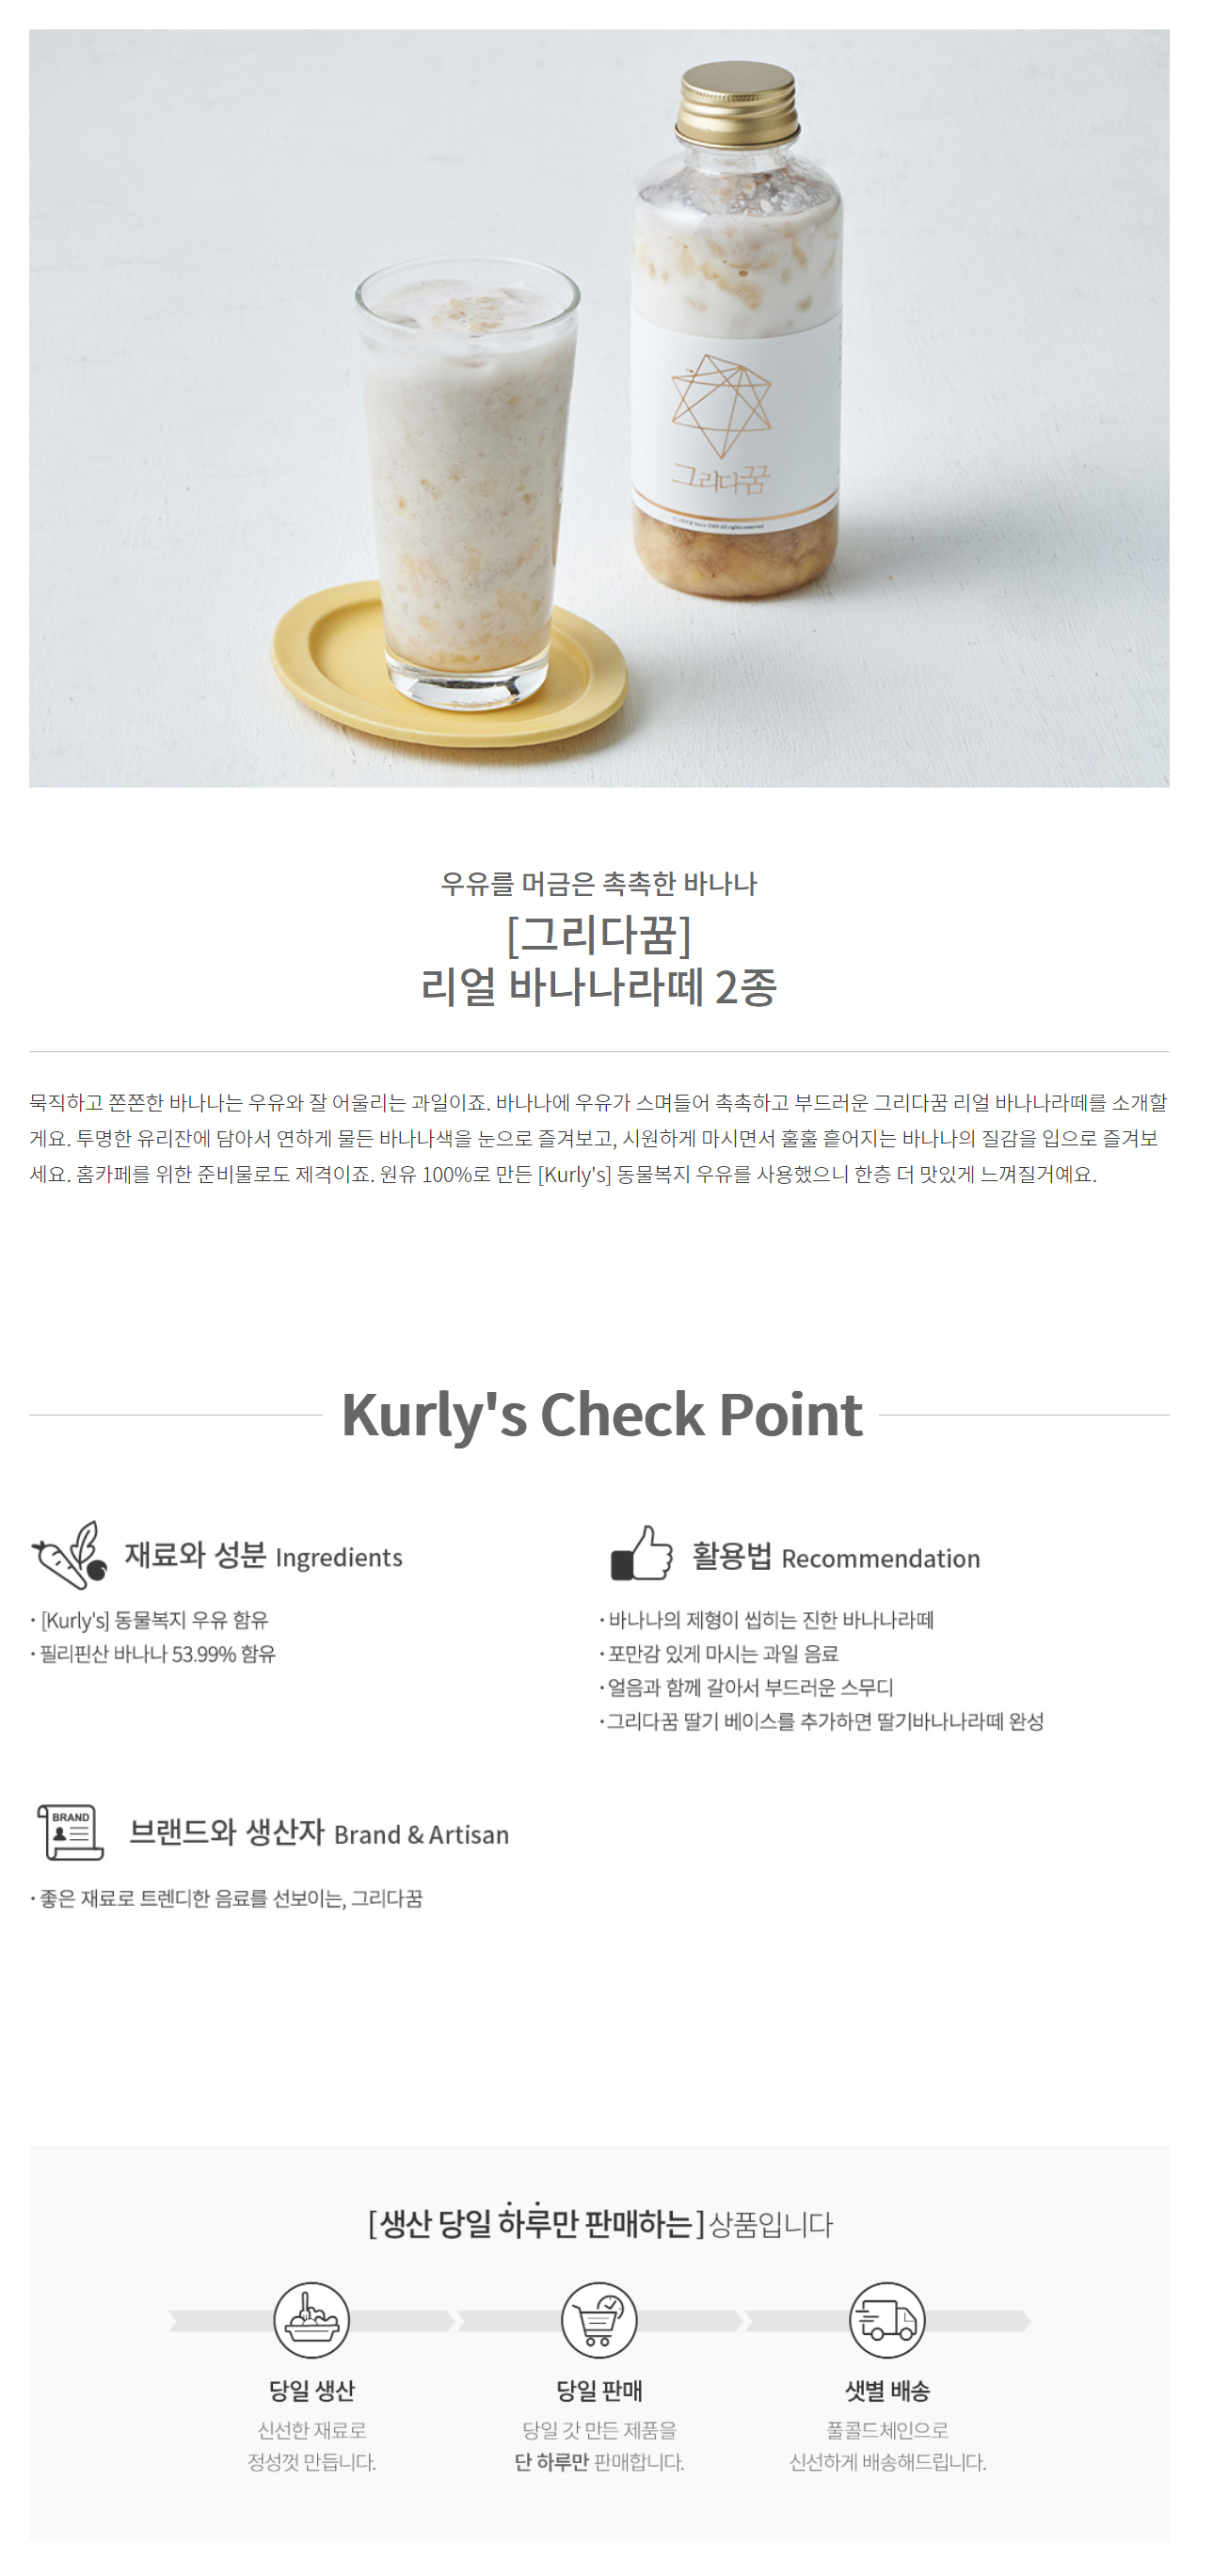 그리다꿈
우유를 머금은 촉촉한 바나나
[그리다꿈]
리얼 바나나라떼 2종
묵직하고 쫀쫀한 바나나는 우유와 잘 어울리는 과일이죠. 바나나에 우유가 스며들어 촉촉하고 부드러운 그리다꿈 리얼 바나나라떼를 소개할
게요. 투명한 유리잔에 담아서 연하게 물든 바나나색을 눈으로 즐겨보고, 시원하게 마시면서 훌훌 흩어지는 바나나의 질감을 입으로 즐겨보
세요. 홈카페를 위한 준비물로도 제격이죠. 원유 100%로 만든 [Kurly's] 동물복지 우유를 사용했으니 한층 더 맛있게 느껴질거예요.
Kurly's Check Point
재료와 성분 Ingredients
· [Kurly's] 동물복지 우유 함유
· 필리핀산 바나나 53.99% 함유
활용법 Recommendation
· 바나나의 제형이 씹히는 진한 바나나라떼
· 포만감 있게 마시는 과일 음료
· 얼음과 함께 갈아서 부드러운 스무디
· 그리다꿈 딸기 베이스를 추가하면 딸기바나나라떼 완성
BRAND
브랜드와 생산자 Brand & Artisan
· 좋은 재료로 트렌디한 음료를 선보이는, 그리다꿈
[생산 당일 하루만 판매하는] 상품입니다
당일 생산
신선한 재료로
정성껏 만듭니다.
당일 판매
당일 갓 만든 제품을
단 하루만 판매합니다.
샛별 배송
풀콜드체인으로
신선하게 배송해드립니다.